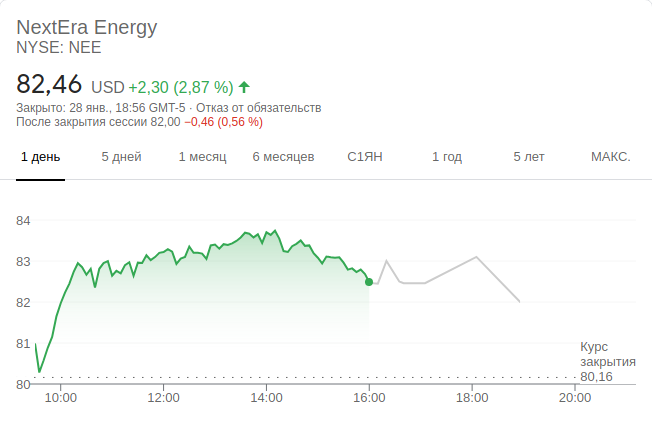 NextEra Energy
NYSE: NEE
82,46 USD +2,30 (2,87 %)
Закрыто: 28 янв., 18:56 GMT-5 · Отказ от обязательств
После закрытия сессии 82,00 −0,46 (0,56 %)
1 день 5 дней 1 месяц 6 месяцев С1ЯН 1 год 5 лет МАКС.
84
83
82
81
80
Курс
закрытия
80,16
10:00 12:00 14:00 16:00 18:00 20:00